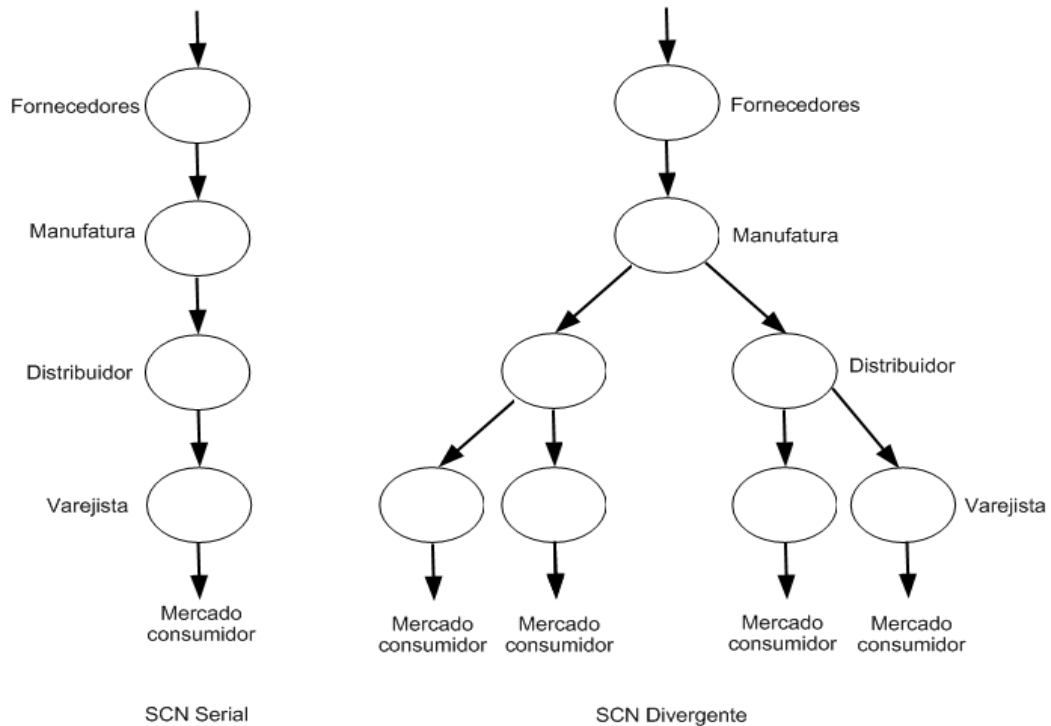 Fornecedores
Manufatura
Distribuidor
Varejista
Mercado
consumidor
SCN Serial
Fornecedores
Manufatura
Distribuidor
Varejista
Mercado
consumidor
Mercado
consumidor
Mercado
consumidor
Mercado
consumidor
SCN Divergente